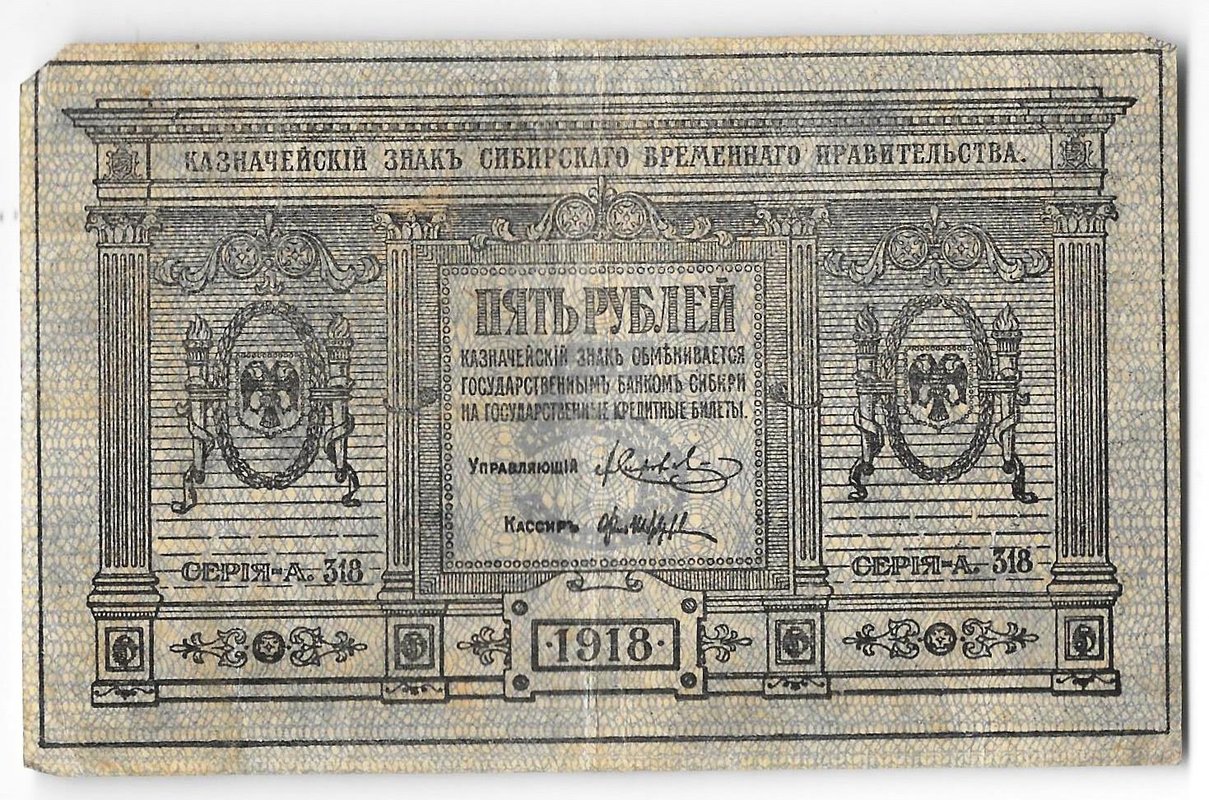 КАЗНАЧЕЙСКІЙ ЗНАКЪ СИБИРСКАГО ВРЕМЕННАГО ПРАВИТЕЛЬСТВА.
ПЯТЬ РУБЛЕЙ
КАЗНАЧЕЙСКІЙ ЗНАКЪ ОБМѢНИВАЕТСЯ
ГОСУДАРСТВЕННЫМЪ БАНКОМЪ СИБИРИ
НА ГОСУДАРСТВЕННЫЕ КРЕДИТНЫЕ БИЛЕТЫ.
УПРАВЛЯЮЩІЙ
КАССИРЪ
СЕРІЯ-А. 318
СЕРІЯ-А. 318
5 5 5 5
·1918·